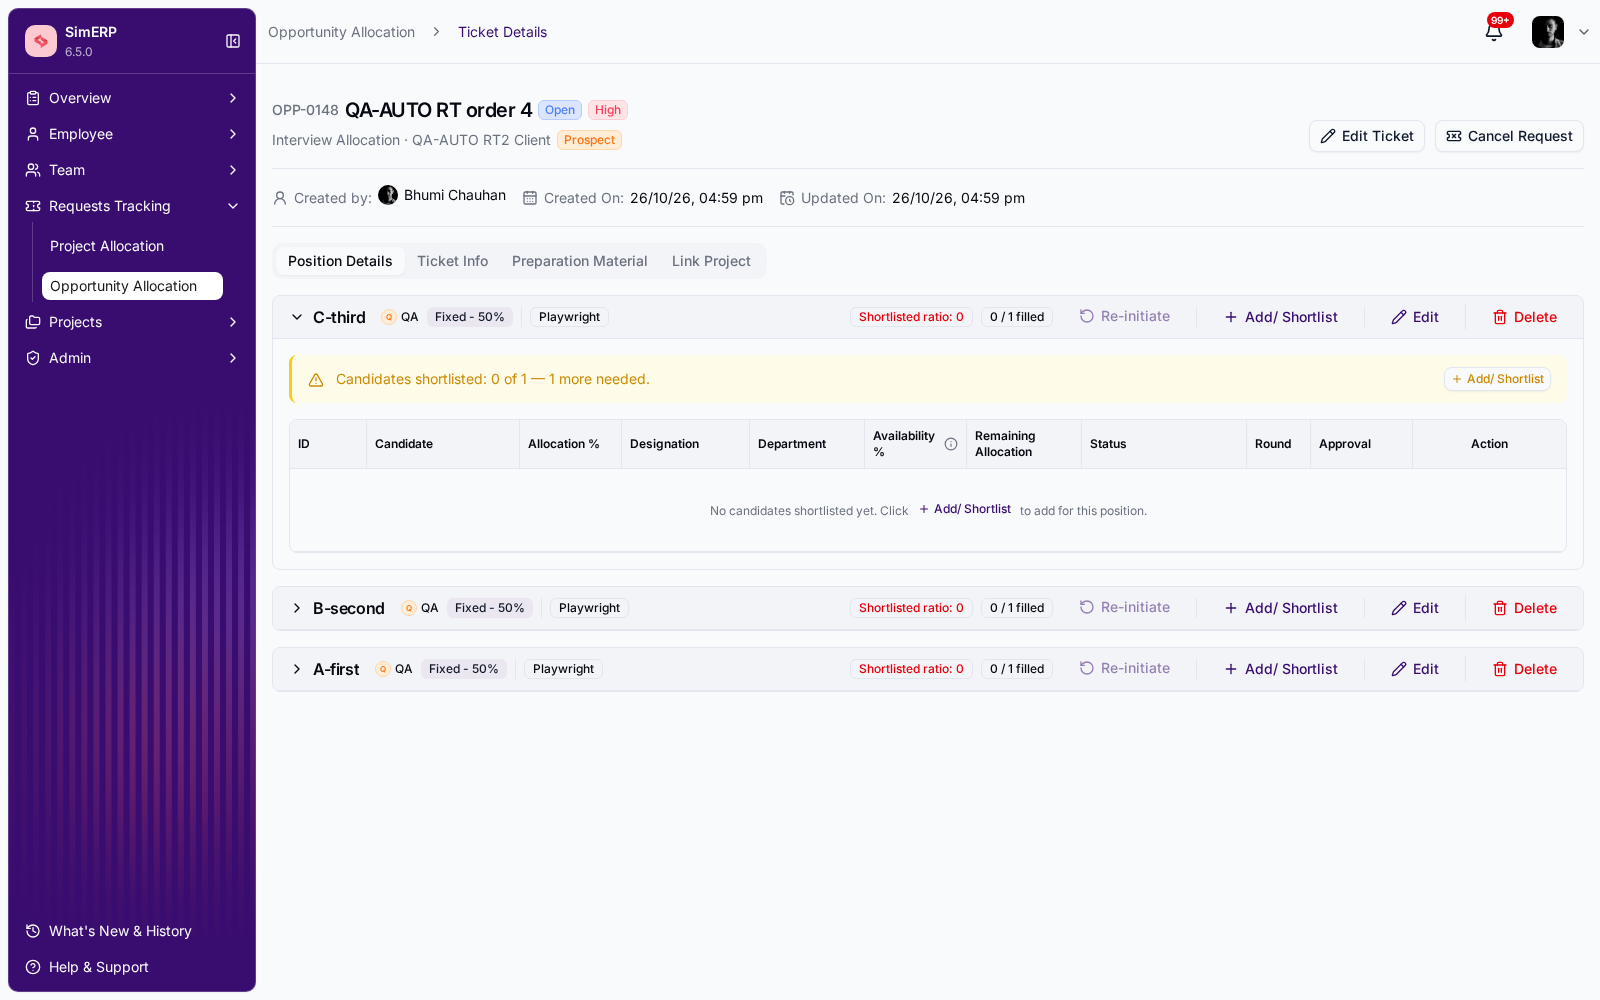 SimERP
6.5.0
Overview
Employee
Team
Requests Tracking
Project Allocation
Opportunity Allocation
Projects
Admin
What's New & History
Help & Support
Opportunity Allocation > Ticket Details
99+
OPP-0148 QA-AUTO RT order 4 Open High
Interview Allocation · QA-AUTO RT2 Client Prospect
Edit Ticket Cancel Request
Created by: Bhumi Chauhan Created On: 26/10/26, 04:59 pm Updated On: 26/10/26, 04:59 pm
Position Details Ticket Info Preparation Material Link Project
C-third Q QA Fixed - 50% Playwright Shortlisted ratio: 0 0 / 1 filled Re-initiate + Add/ Shortlist Edit Delete
Candidates shortlisted: 0 of 1 — 1 more needed. + Add/ Shortlist
ID Candidate Allocation % Designation Department Availability % Remaining Allocation Status Round Approval Action
No candidates shortlisted yet. Click + Add/ Shortlist to add for this position.
B-second Q QA Fixed - 50% Playwright Shortlisted ratio: 0 0 / 1 filled Re-initiate + Add/ Shortlist Edit Delete
A-first Q QA Fixed - 50% Playwright Shortlisted ratio: 0 0 / 1 filled Re-initiate + Add/ Shortlist Edit Delete